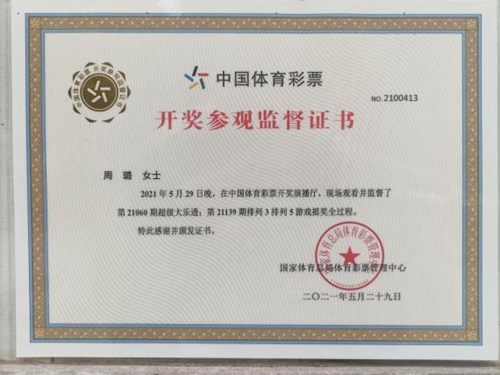 中国体育彩票
NO.2100413
开奖参观监督证书
周璐 女士
2021年5月29日晚，在中国体育彩票开奖演播厅，现场观看并监督了
第21060期超级大乐透；第21139期排列3排列5游戏摇奖全过程。
特此感谢并颁发证书。
国家体育总局体育彩票管理中心
二〇二一年五月二十九日